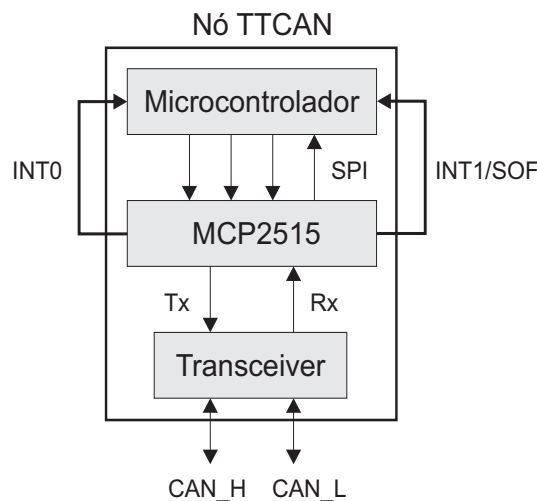 Nó TTCAN
Microcontrolador
INT0
SPI
INT1/SOF
MCP2515
Tx
Rx
Transceiver
CAN_H
CAN_L